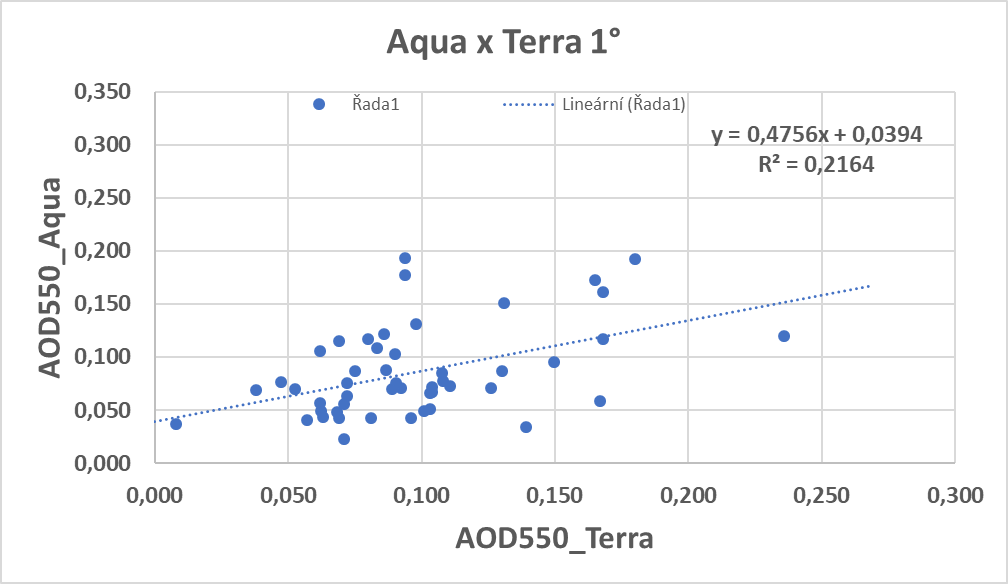 Aqua x Terra 1°
0,350
Řada1
Lineární (Řada1)
y = 0,4756x + 0,0394
R² = 0,2164
0,300
0,250
0,200
0,150
0,100
0,050
0,000
AOD550_Aqua
0,000 0,050 0,100 0,150 0,200 0,250 0,300
AOD550_Terra